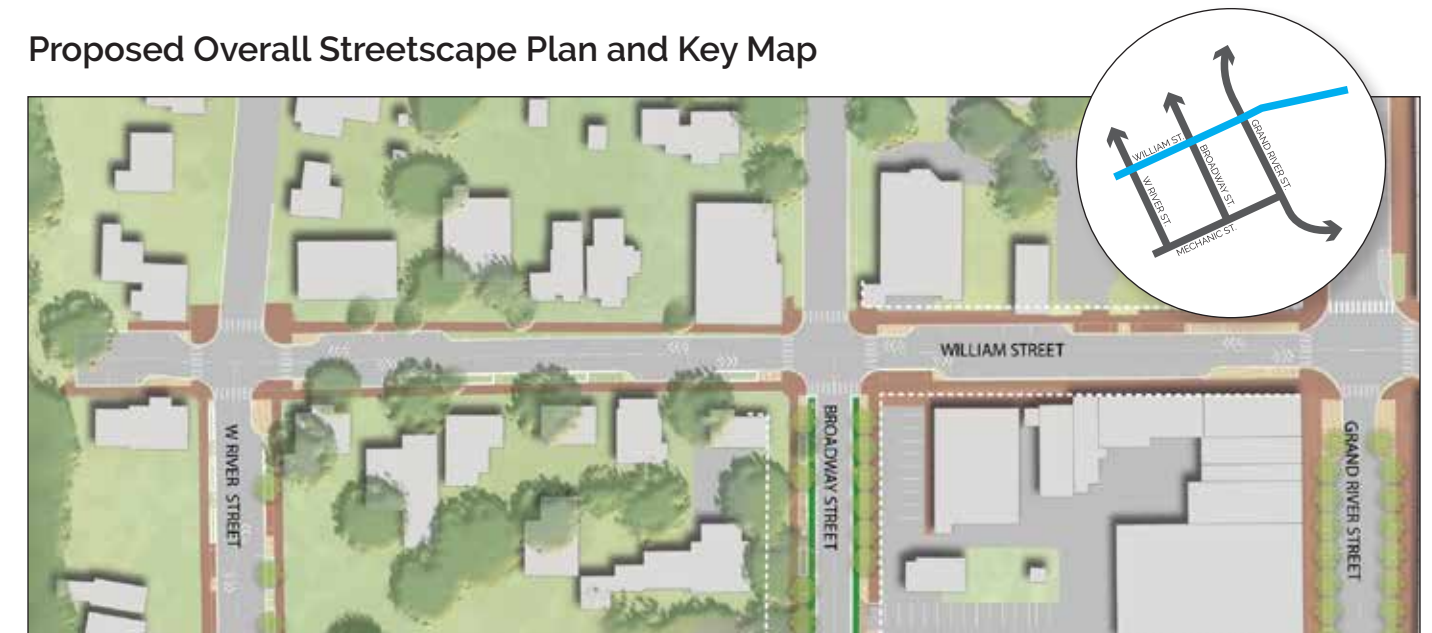 Proposed Overall Streetscape Plan and Key Map
WILLIAM ST.
BROADWAY ST.
GRAND RIVER ST.
W RIVER ST.
MECHANIC ST.
WILLIAM STREET
W RIVER STREET
BROADWAY STREET
GRAND RIVER STREET